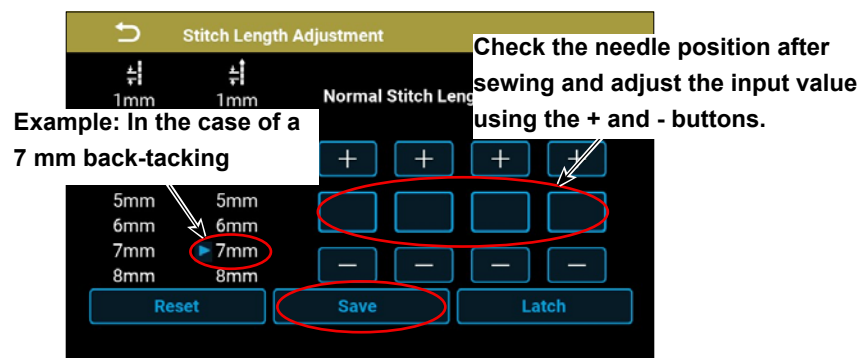 Stitch Length Adjustment
Check the needle position after
sewing and adjust the input value
using the + and - buttons.
1mm 1mm
Normal Stitch Leng
Example: In the case of a
7 mm back-tacking
+ + + +
5mm 5mm
6mm 6mm
7mm 7mm
8mm 8mm
— — — —
Reset Save Latch